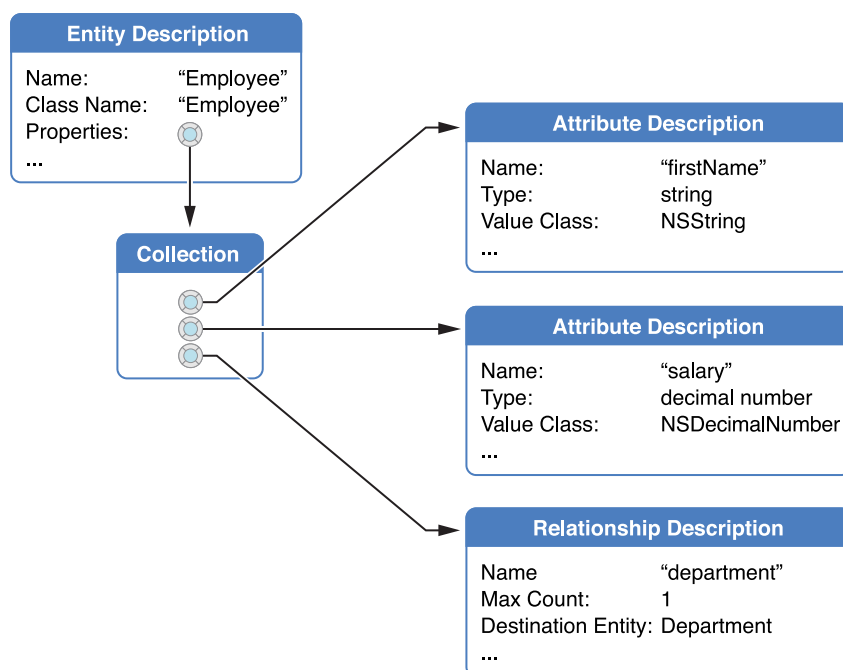 Entity Description
Name: “Employee”
Class Name: “Employee”
Properties:
...
Collection
Attribute Description
Name: “firstName”
Type: string
Value Class: NSString
...
Attribute Description
Name: “salary”
Type: decimal number
Value Class: NSDecimalNumber
...
Relationship Description
Name “department”
Max Count: 1
Destination Entity: Department
...